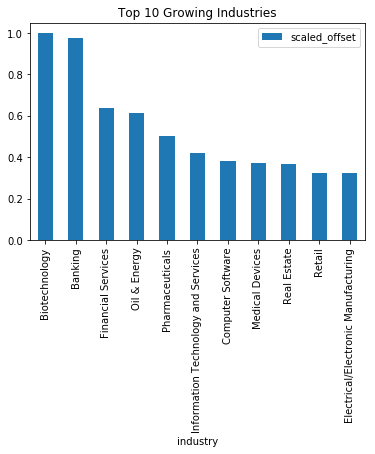 Top 10 Growing Industries
scaled_offset
1.0
0.8
0.6
0.4
0.2
0.0
Biotechnology
Banking
Financial Services
Oil & Energy
Pharmaceuticals
Information Technology and Services
Computer Software
Medical Devices
Real Estate
Retail
Electrical/Electronic Manufacturing
industry